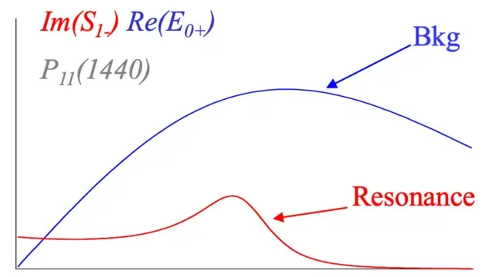 Im(S1-) Re(E0+)
Bkg
P11(1440)
Resonance